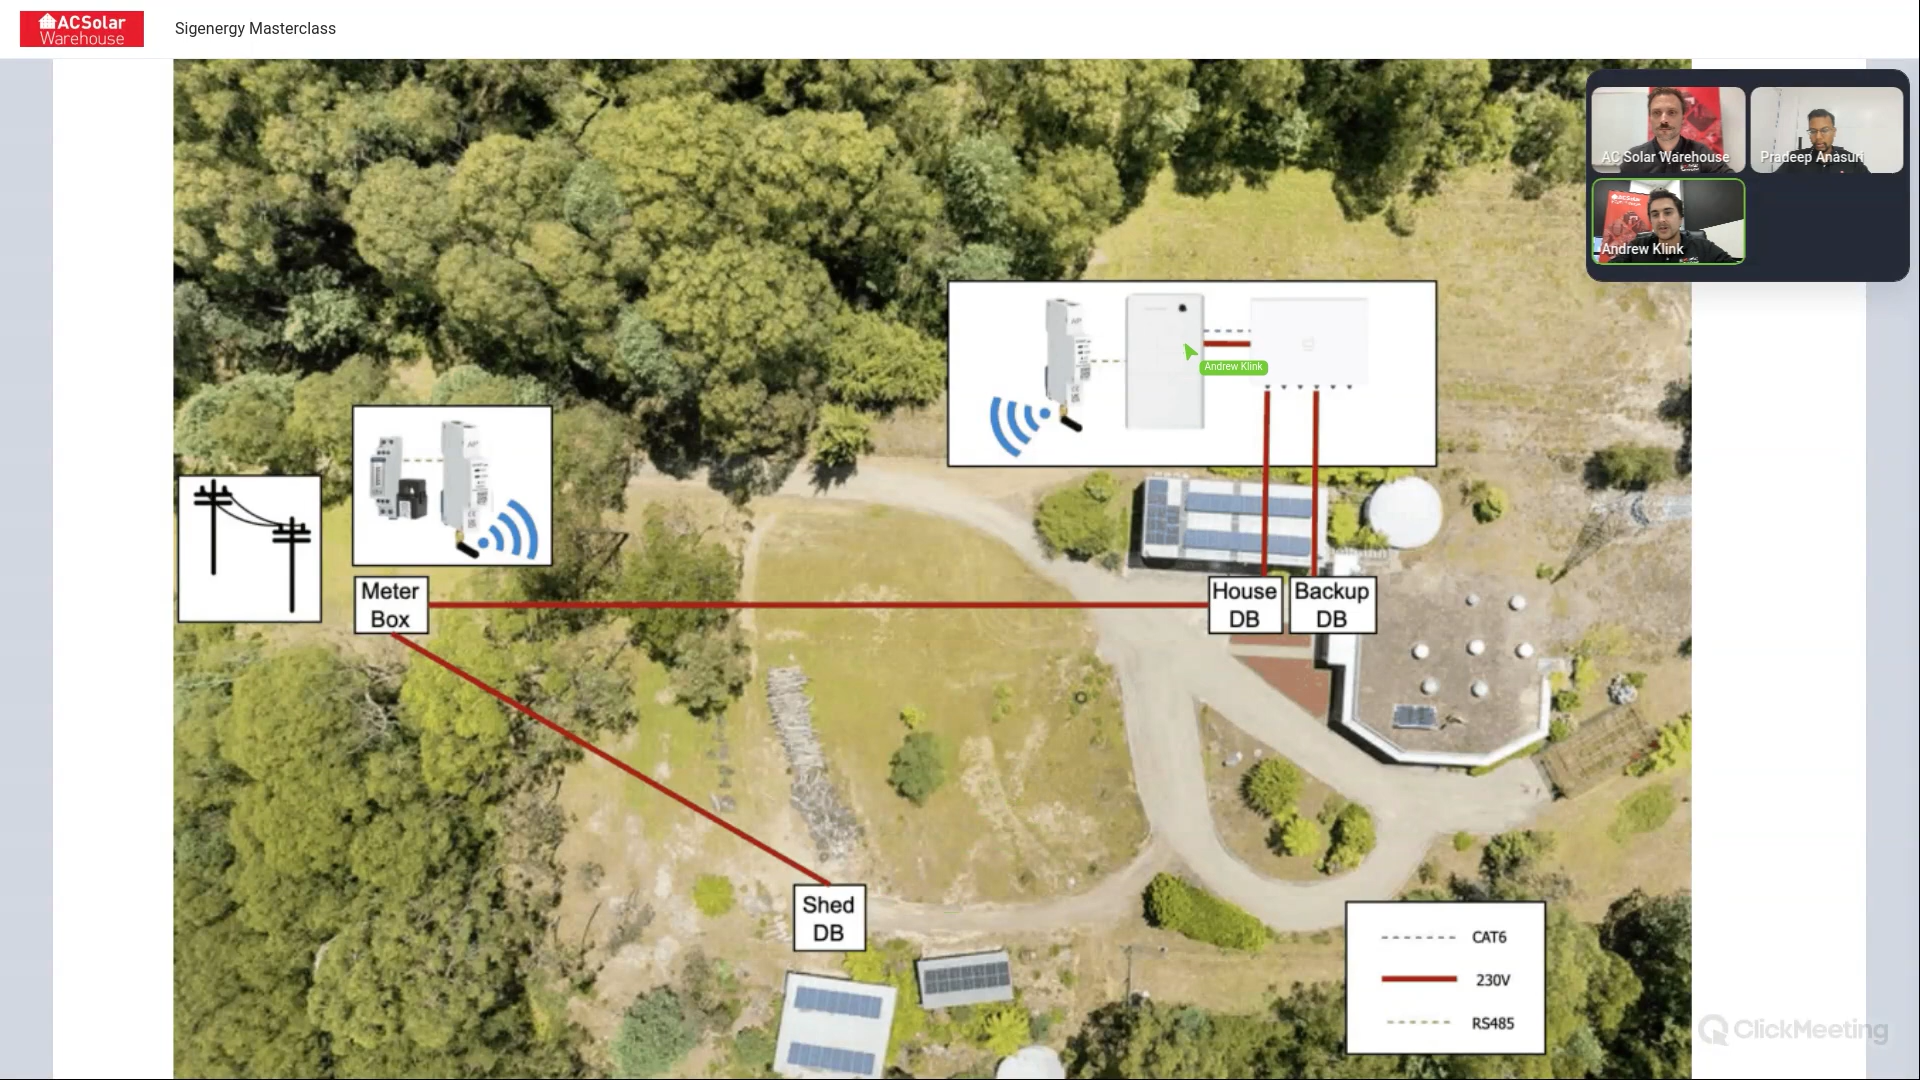 ACSolar
Warehouse
Sigenergy Masterclass
AC Solar Warehouse
Pradeep Anasuri
Andrew Klink
Andrew Klink
Meter
Box
House
DB
Backup
DB
Shed
DB
CAT6
230V
RS485
ClickMeeting